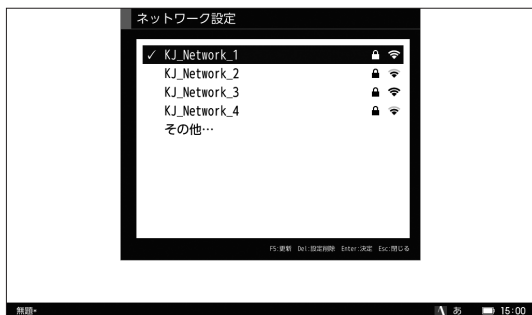 ネットワーク設定
✓ KJ_Network_1
KJ_Network_2
KJ_Network_3
KJ_Network_4
その他…
F5:更新 Del:設定削除 Enter:決定 Esc:閉じる
無題* A あ 15:00